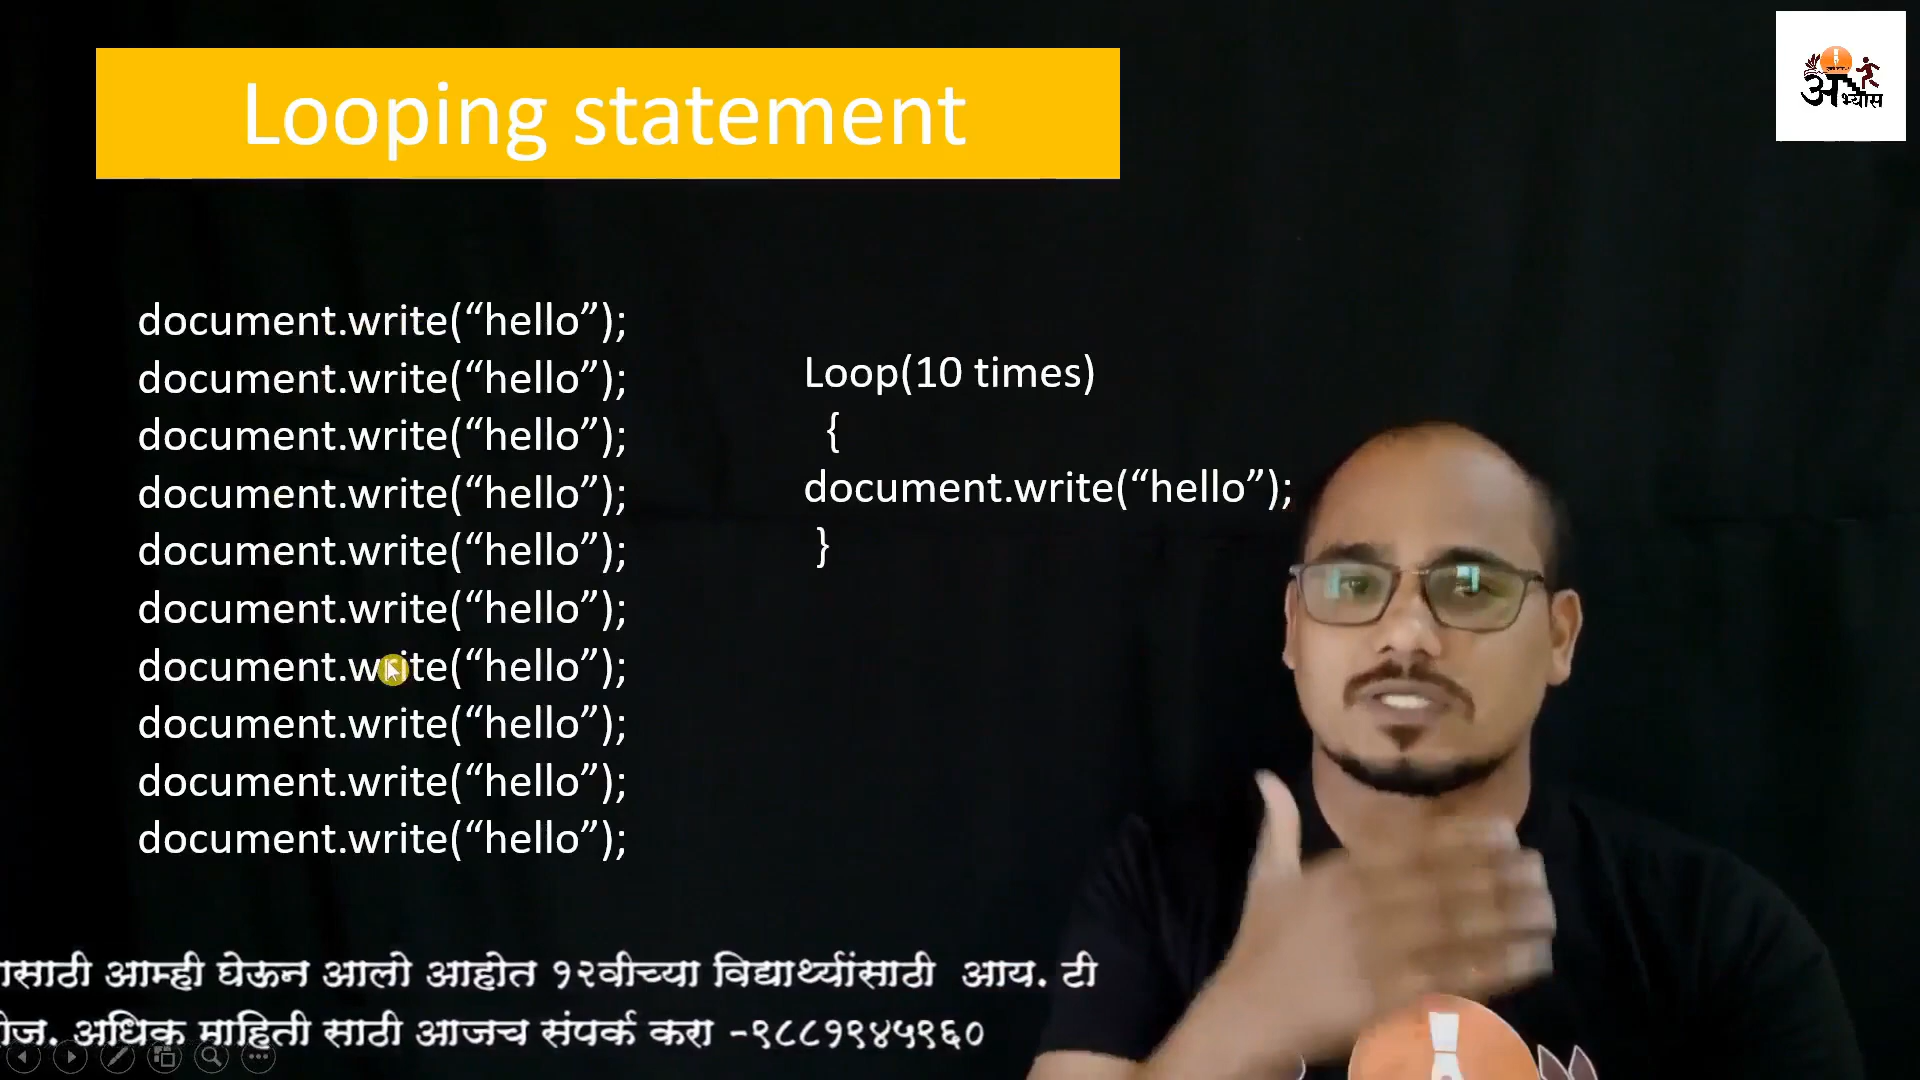 Looping statement
अभ्यास
document.write(“hello”);
document.write(“hello”);
document.write(“hello”);
document.write(“hello”);
document.write(“hello”);
document.write(“hello”);
document.write(“hello”);
document.write(“hello”);
document.write(“hello”);
document.write(“hello”);
Loop(10 times)
{
document.write(“hello”);
}
आम्ही घेऊन आलो आहोत १२वीच्या विद्यार्थ्यांसाठी आय. टी
अधिक माहिती साठी आजच संपर्क करा -९८८१९४५९६०